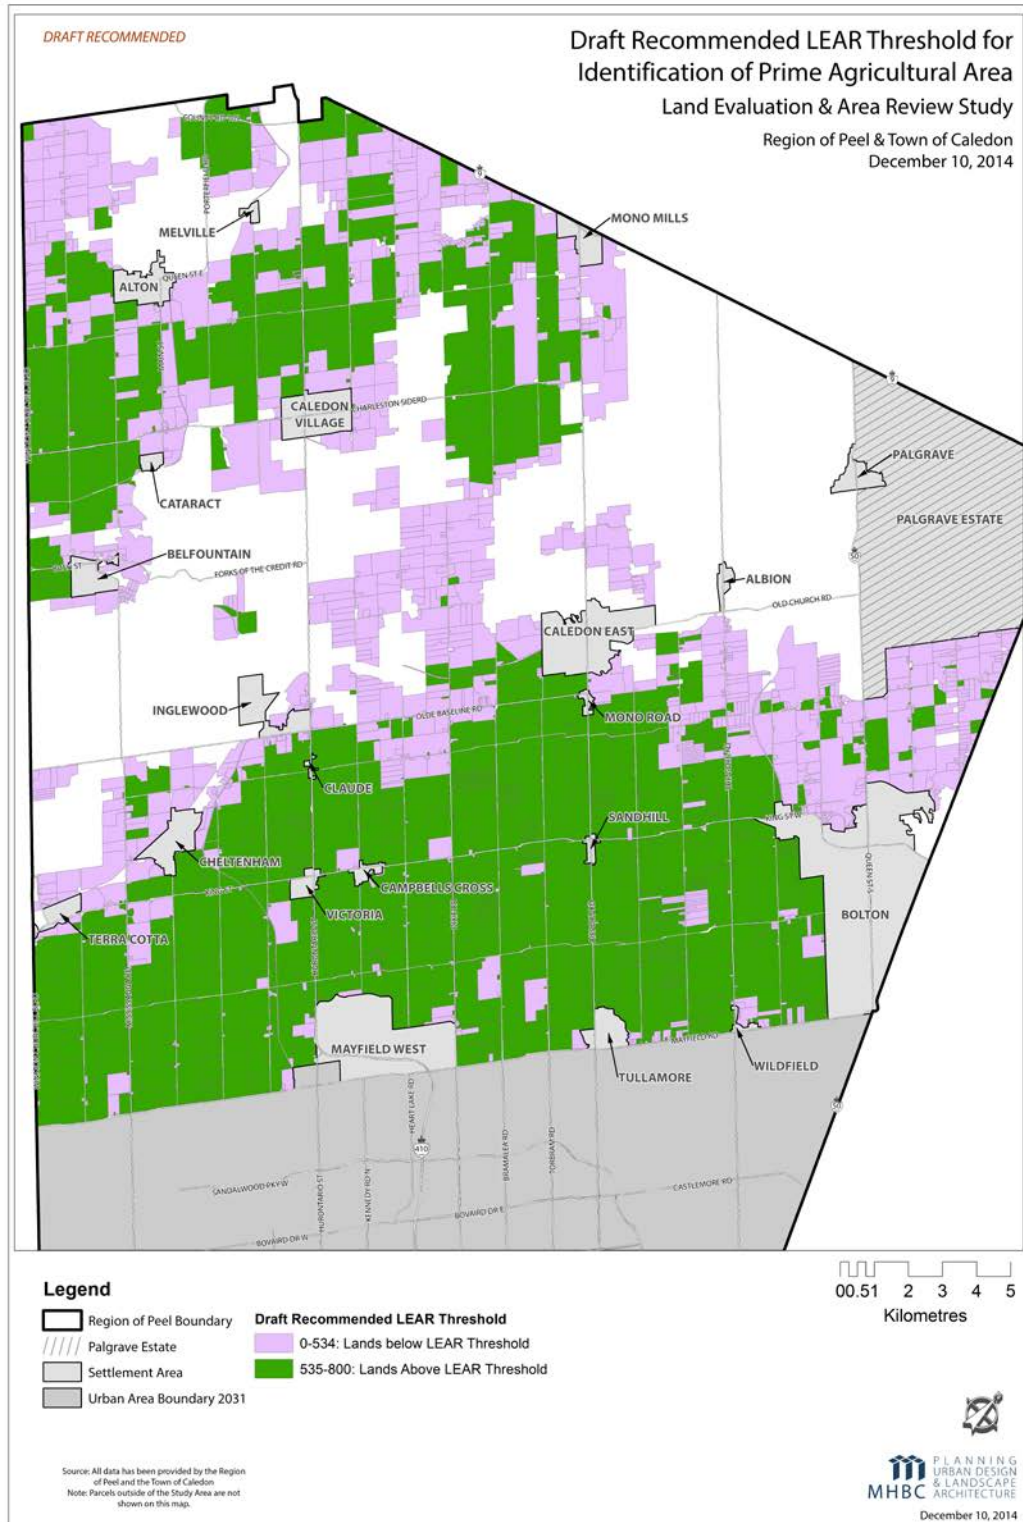 DRAFT RECOMMENDED
Draft Recommended LEAR Threshold for
Identification of Prime Agricultural Area
Land Evaluation & Area Review Study
Region of Peel & Town of Caledon
December 10, 2014
9
MELVILLE
MONO MILLS
ALTON
QUEEN ST E
9
CALEDON
VILLAGE
CHARLESTON SIDERD
PALGRAVE
CATARACT
PALGRAVE ESTATE
BELFOUNTAIN
50
FORKS OF THE CREDIT RD
ALBION
OLD CHURCH RD
CALEDON EAST
INGLEWOOD
OLDE BASELINE RD
MONO ROAD
CLAUDE
SANDHILL
KING ST W
CHELTENHAM
CAMPBELLS CROSS
QUEEN ST S
VICTORIA
BOLTON
TERRA COTTA
MAYFIELD WEST
MAYFIELD RD
TULLAMORE
WILDFIELD
HEART LAKE RD
50
410
BRAMALEA RD
TORBRAM RD
HURONTARIO ST
KENNEDY RD N
SANDALWOOD PKY W
CASTLEMORE RD
BOVAIRD DR E
BOVAIRD DR W
Legend
Region of Peel Boundary
Palgrave Estate
Settlement Area
Urban Area Boundary 2031
Draft Recommended LEAR Threshold
0-534: Lands below LEAR Threshold
535-800: Lands Above LEAR Threshold
00.51 2 3 4 5
Kilometres
Source: All data has been provided by the Region
of Peel and the Town of Caledon
Note: Parcels outside of the Study Area are not
shown on this map.
MHBC
PLANNING
URBAN DESIGN
& LANDSCAPE
ARCHITECTURE
December 10, 2014